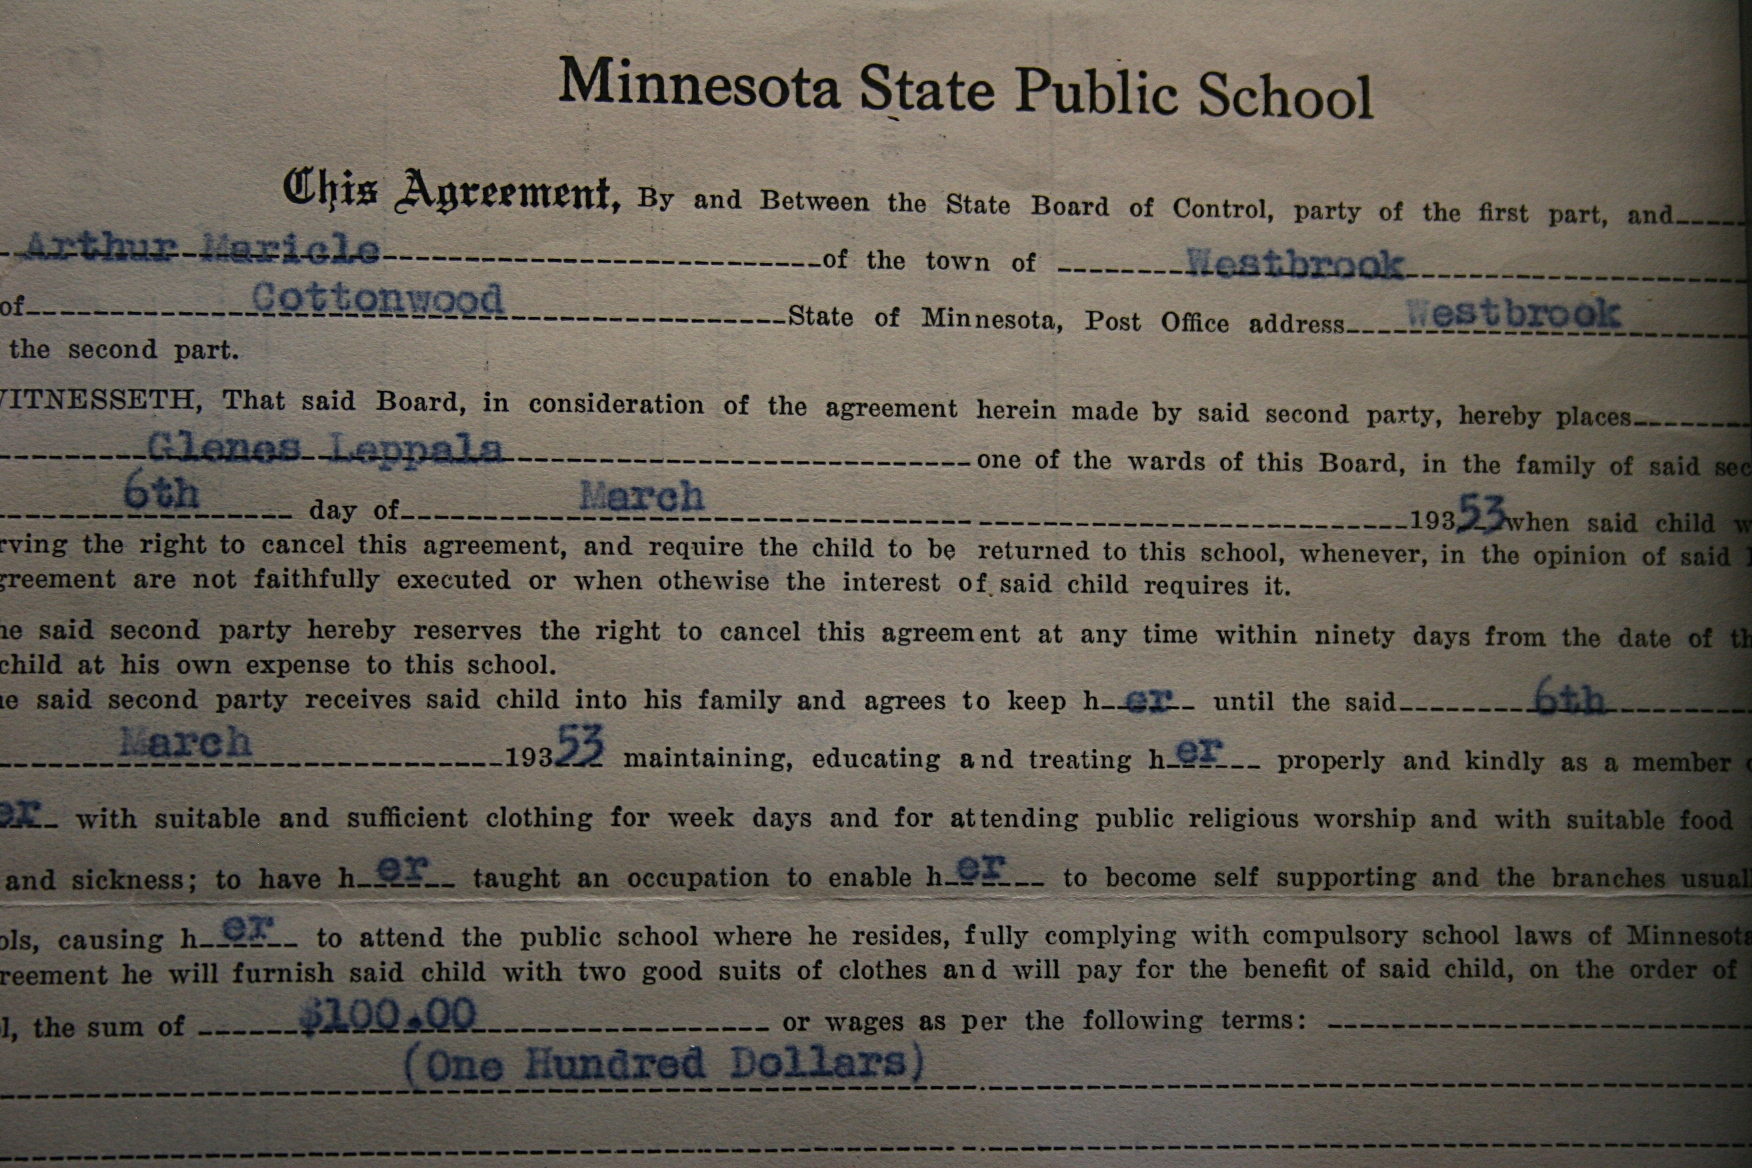 Minnesota State Public School
This Agreement, By and Between the State Board of Control, party of the first part, and
Arthur Maricle of the town of Westbrook
of Cottonwood State of Minnesota, Post Office address Westbrook
the second part.
WITNESSETH, That said Board, in consideration of the agreement herein made by said second party, hereby places
Glenes Leppala one of the wards of this Board, in the family of said sec
6th day of March 19353 when said child w
rving the right to cancel this agreement, and require the child to be returned to this school, whenever, in the opinion of said
greement are not faithfully executed or when othewise the interest of said child requires it.
he said second party hereby reserves the right to cancel this agreement at any time within ninety days from the date of th
child at his own expense to this school.
he said second party receives said child into his family and agrees to keep her until the said 6th
March 19353 maintaining, educating and treating her properly and kindly as a member
er with suitable and sufficient clothing for week days and for attending public religious worship and with suitable food
and sickness; to have her taught an occupation to enable her to become self supporting and the branches usuall
ols, causing her to attend the public school where he resides, fully complying with compulsory school laws of Minnesota
reement he will furnish said child with two good suits of clothes and will pay for the benefit of said child, on the order of
l, the sum of $100.00 or wages as per the following terms:
(One Hundred Dollars)